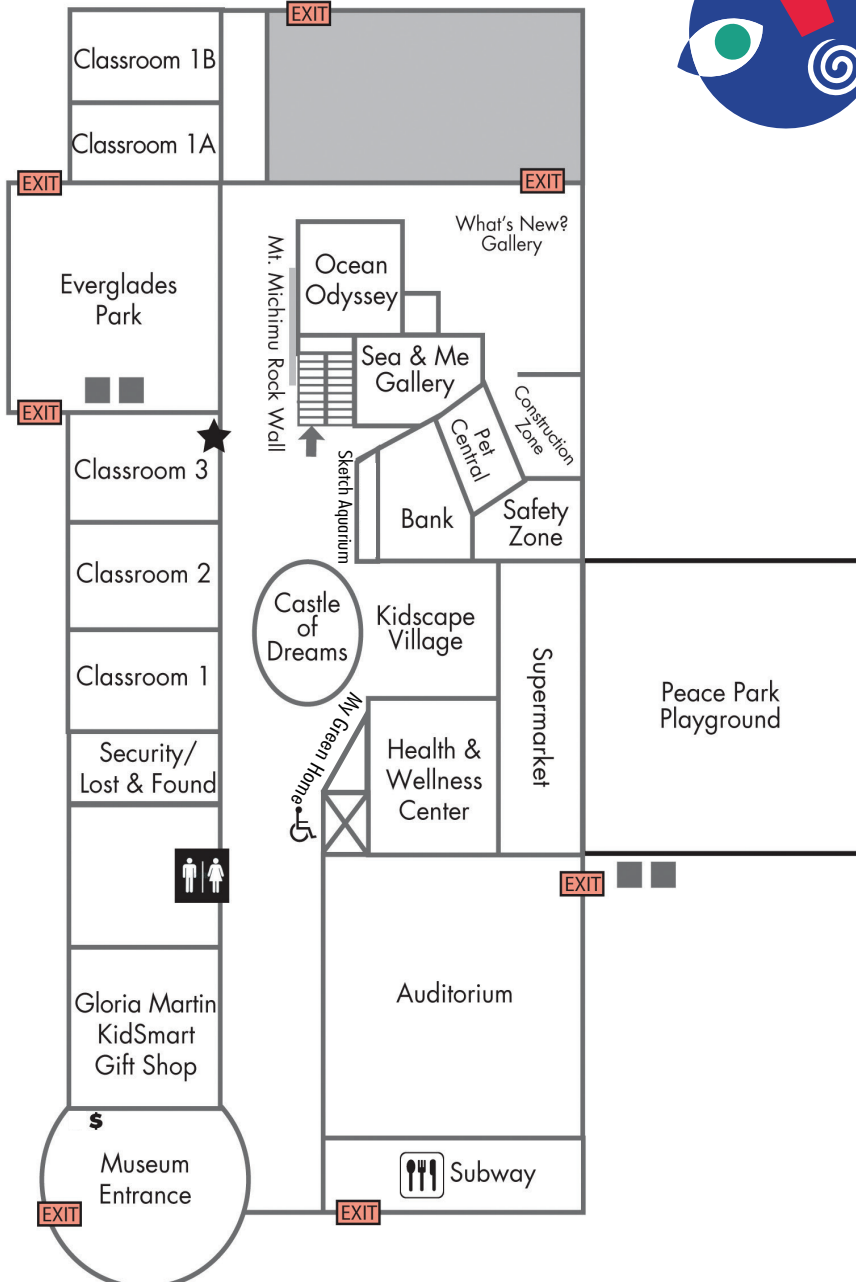 EXIT
Classroom 1B
Classroom 1A
EXIT
EXIT
What's New?
Gallery
Everglades
Park
Mt. Michimu Rock Wall
Ocean
Odyssey
Sea & Me
Gallery
EXIT
Construction
Zone
Pet
Central
Classroom 3
Sketch Aquarium
Bank
Safety
Zone
Classroom 2
Castle
of
Dreams
Kidscape
Village
Supermarket
Peace Park
Playground
Classroom 1
My Green Home
Security/
Lost & Found
Health &
Wellness
Center
EXIT
Auditorium
Gloria Martin
KidSmart
Gift Shop
$
Museum
Entrance
Subway
EXIT
EXIT